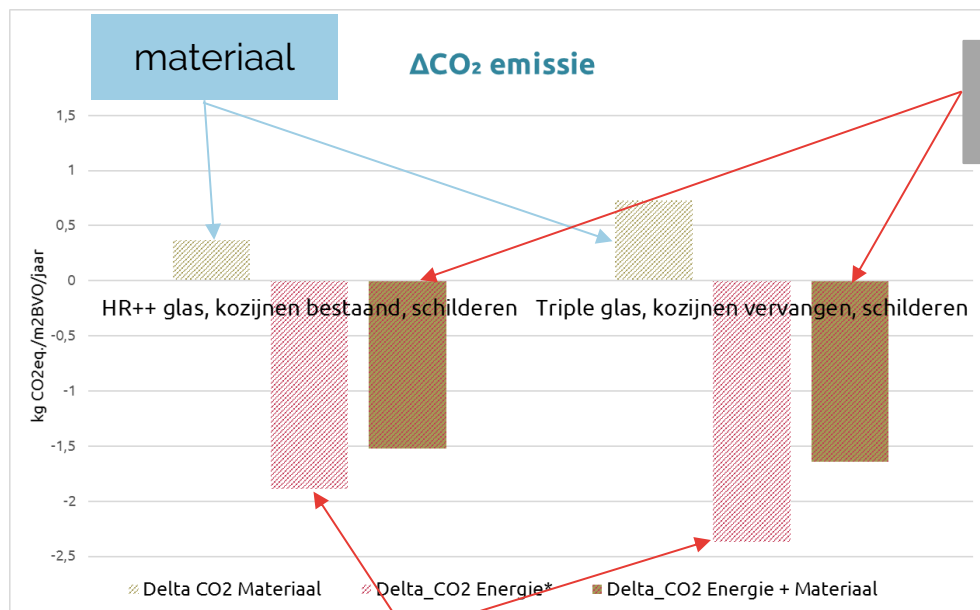 materiaal
ΔCO₂ emissie
1,5
1
0,5
0
-0,5
-1
-1,5
-2
-2,5
kg CO2eq./m2BVO/jaar
HR++ glas, kozijnen bestaand, schilderen
Triple glas, kozijnen vervangen, schilderen
Delta CO2 Materiaal
Delta_CO2 Energie*
Delta_CO2 Energie + Materiaal